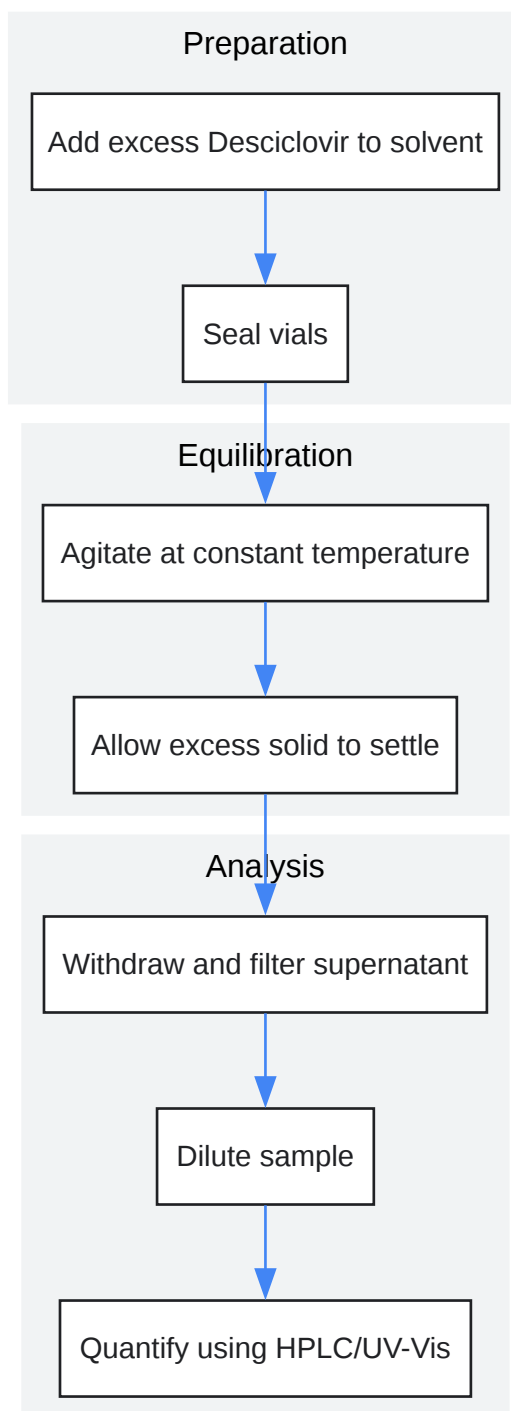 Preparation
Add excess Desciclovir to solvent
Seal vials
Equilibration
Agitate at constant temperature
Allow excess solid to settle
Analysis
Withdraw and filter supernatant
Dilute sample
Quantify using HPLC/UV-Vis